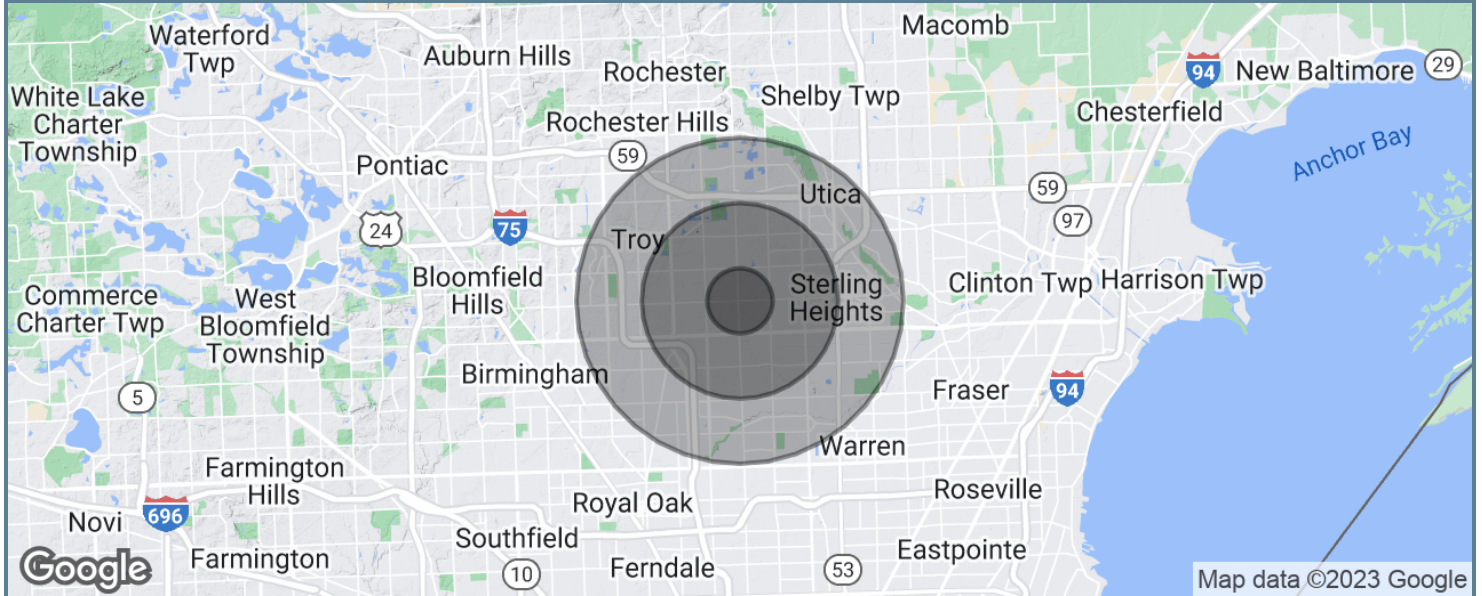 Macomb
Waterford
Twp
Auburn Hills
Rochester
94
New Baltimore
29
White Lake
Charter
Township
Shelby Twp
Chesterfield
Rochester Hills
59
Anchor Bay
Pontiac
Utica
59
97
24
75
Troy
Bloomfield
Hills
Sterling
Heights
Clinton Twp
Harrison Twp
Commerce
Charter Twp
West
Bloomfield
Township
Birmingham
5
Fraser
94
Warren
Farmington
Hills
Royal Oak
Roseville
Novi
696
Southfield
Eastpointe
Farmington
Ferndale
10
53
Google
Map data ©2023 Google